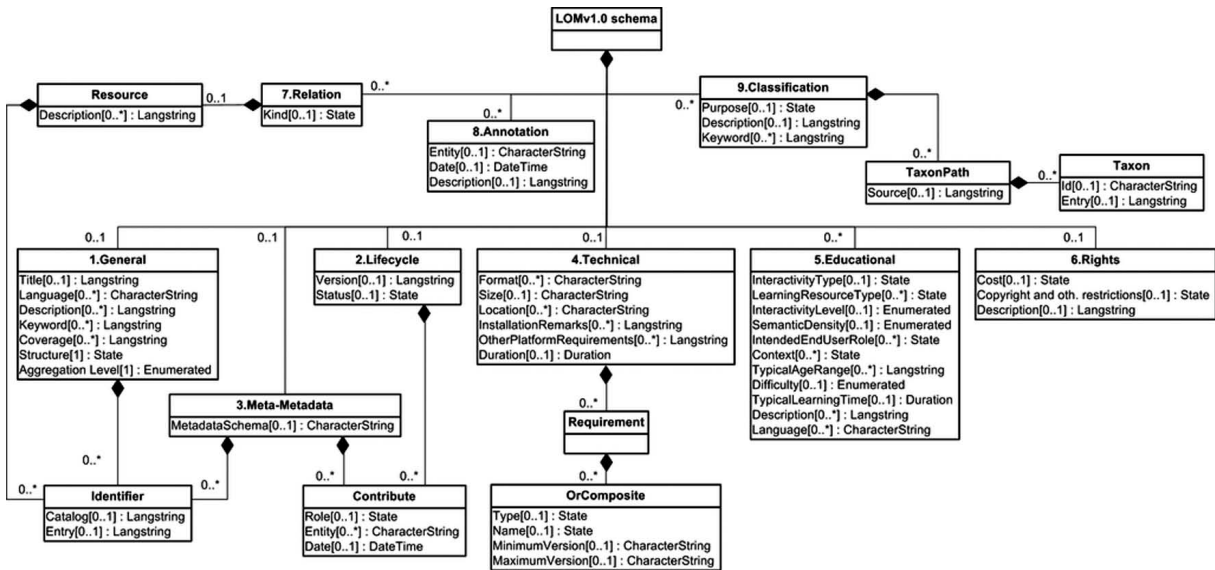 LOMv1.0 schema
Resource
Description[0..*] : Langstring
0..1
7.Relation
Kind[0..1] : State
0..*
8.Annotation
Entity[0..1] : CharacterString
Date[0..1] : DateTime
Description[0..1] : Langstring
0..*
0..*
9.Classification
Purpose[0..1] : State
Description[0..1] : Langstring
Keyword[0..*] : Langstring
0..*
TaxonPath
Source[0..1] : Langstring
0..*
Taxon
Id[0..1] : CharacterString
Entry[0..1] : Langstring
0..1
0..1
0..1
0..1
0..*
0..1
1.General
Title[0..1] : Langstring
Language[0..*] : CharacterString
Description[0..*] : Langstring
Keyword[0..*] : Langstring
Coverage[0..*] : Langstring
Structure[1] : State
Aggregation Level[1] : Enumerated
2.Lifecycle
Version[0..1] : Langstring
Status[0..1] : State
4.Technical
Format[0..*] : CharacterString
Size[0..1] : CharacterString
Location[0..*] : CharacterString
InstallationRemarks[0..*] : Langstring
OtherPlatformRequirements[0..*] : Langstring
Duration[0..1] : Duration
5.Educational
InteractivityType[0..1] : State
LearningResourceType[0..*] : State
InteractivityLevel[0..1] : Enumerated
SemanticDensity[0..1] : Enumerated
IntendedEndUserRole[0..*] : State
Context[0..*] : State
TypicalAgeRange[0..*] : Langstring
Difficulty[0..1] : Enumerated
TypicalLearningTime[0..1] : Duration
Description[0..*] : Langstring
Language[0..*] : CharacterString
6.Rights
Cost[0..1] : State
Copyright and oth. restrictions[0..1] : State
Description[0..1] : Langstring
3.Meta-Metadata
MetadataSchema[0..1] : CharacterString
0..*
Requirement
0..*
0..*
0..*
0..*
0..*
0..*
Identifier
Catalog[0..1] : Langstring
Entry[0..1] : Langstring
Contribute
Role[0..1] : State
Entity[0..*] : CharacterString
Date[0..1] : DateTime
OrComposite
Type[0..1] : State
Name[0..1] : State
MinimumVersion[0..1] : CharacterString
MaximumVersion[0..1] : CharacterString